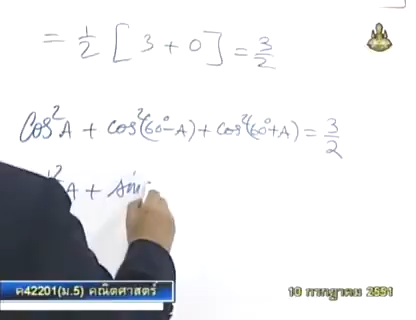 = 1/2 [ 3 + 0 ] = 3/2
cos²A + cos²(60°-A) + cos²(60°+A) = 3/2
²A + sin
ค42201(ม.5) คณิตศาสตร์
10 กรกฎาคม 2551